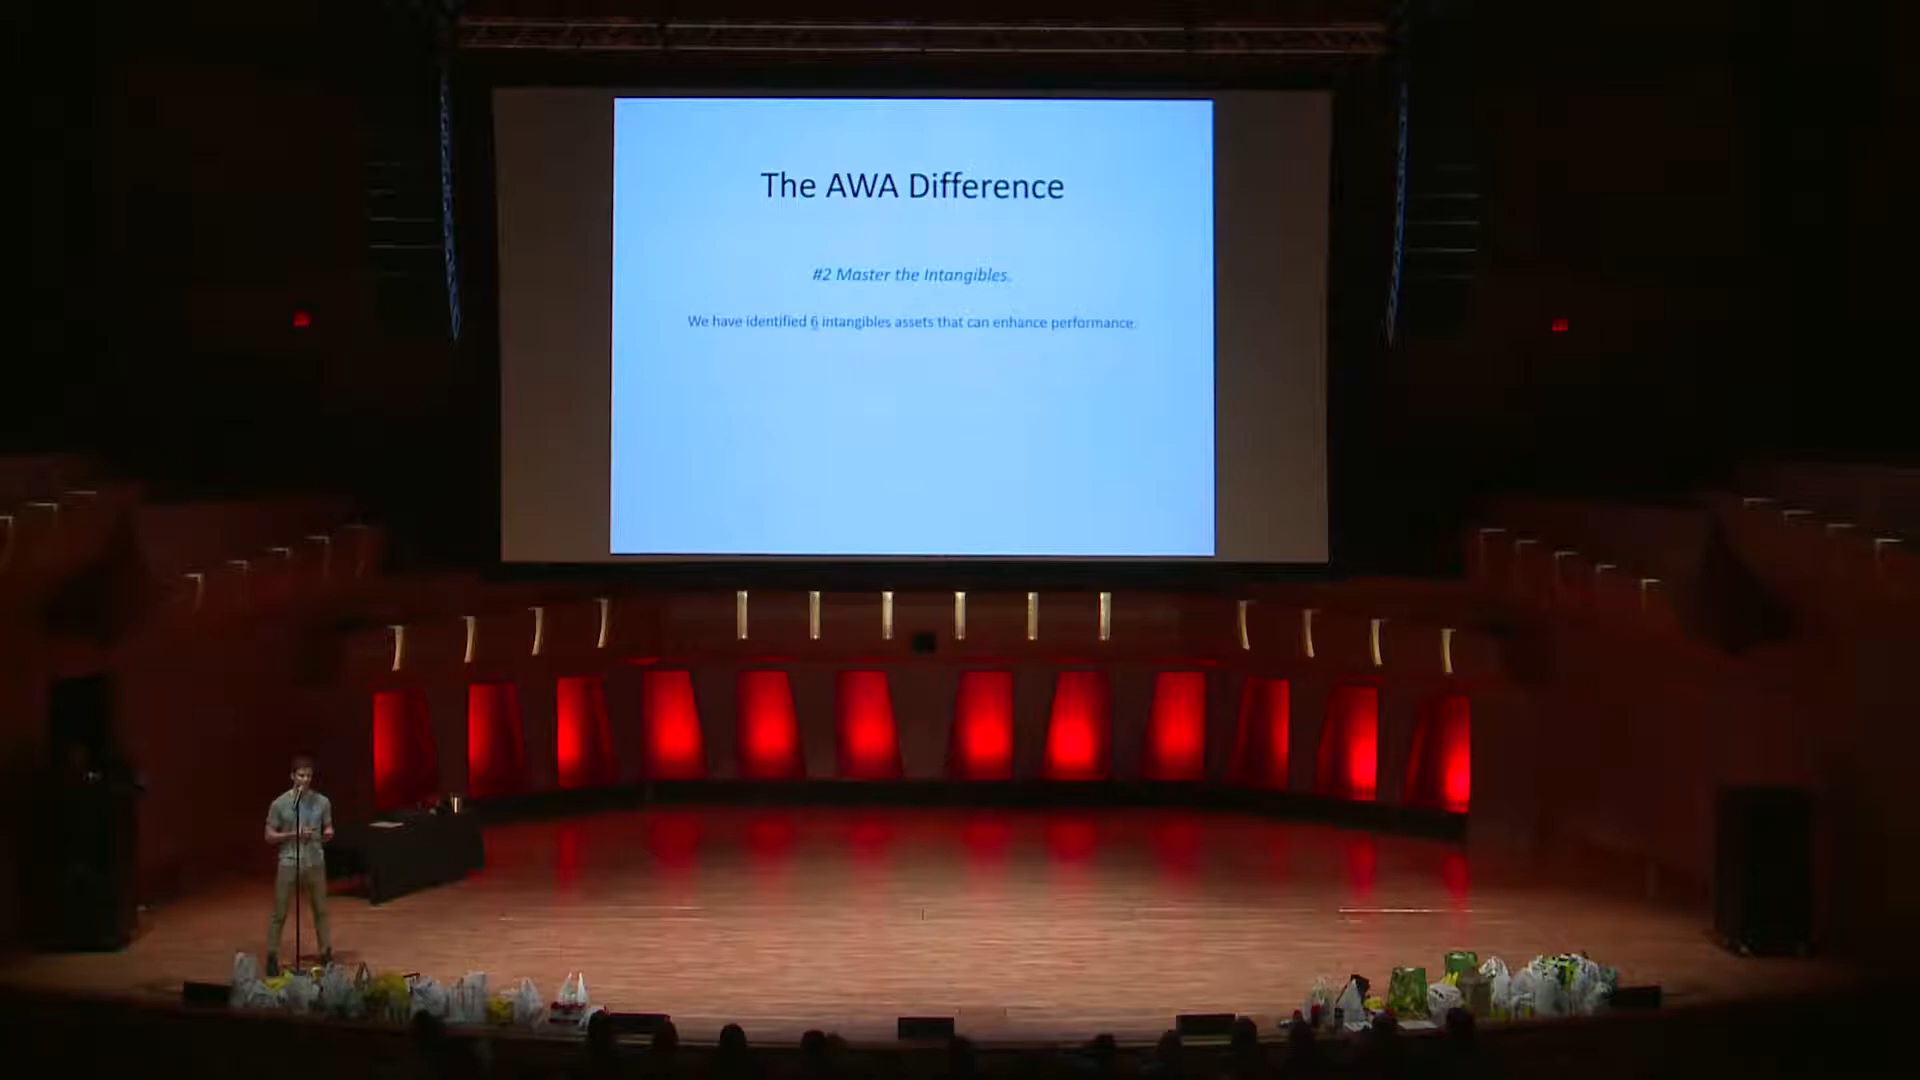 The AWA Difference
#2 Master the Intangibles.
We have identified 6 intangibles assets that can enhance performance.